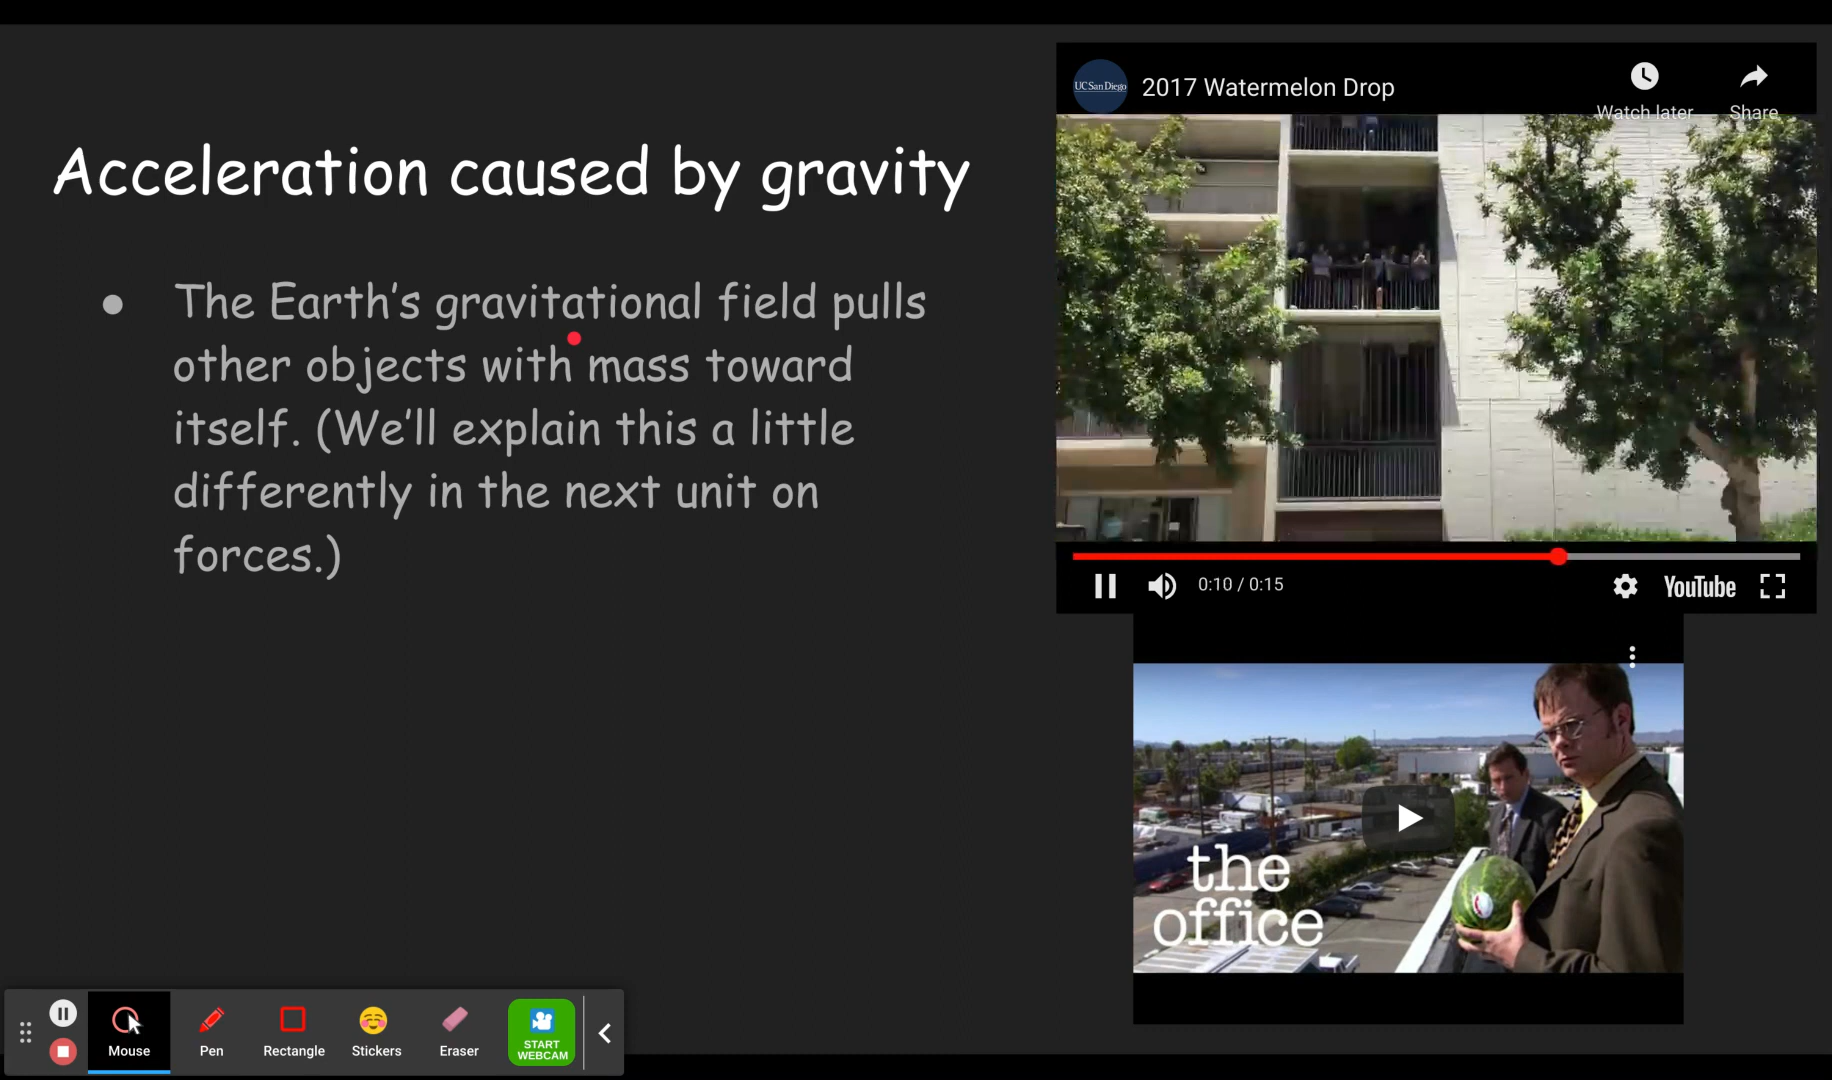 Acceleration caused by gravity
● The Earth's gravitational field pulls
other objects with mass toward
itself. (We'll explain this a little
differently in the next unit on
forces.)
UC San Diego
2017 Watermelon Drop
Watch later
Share
0:10 / 0:15
YouTube
the
office
Mouse
Pen
Rectangle
Stickers
Eraser
START
WEBCAM